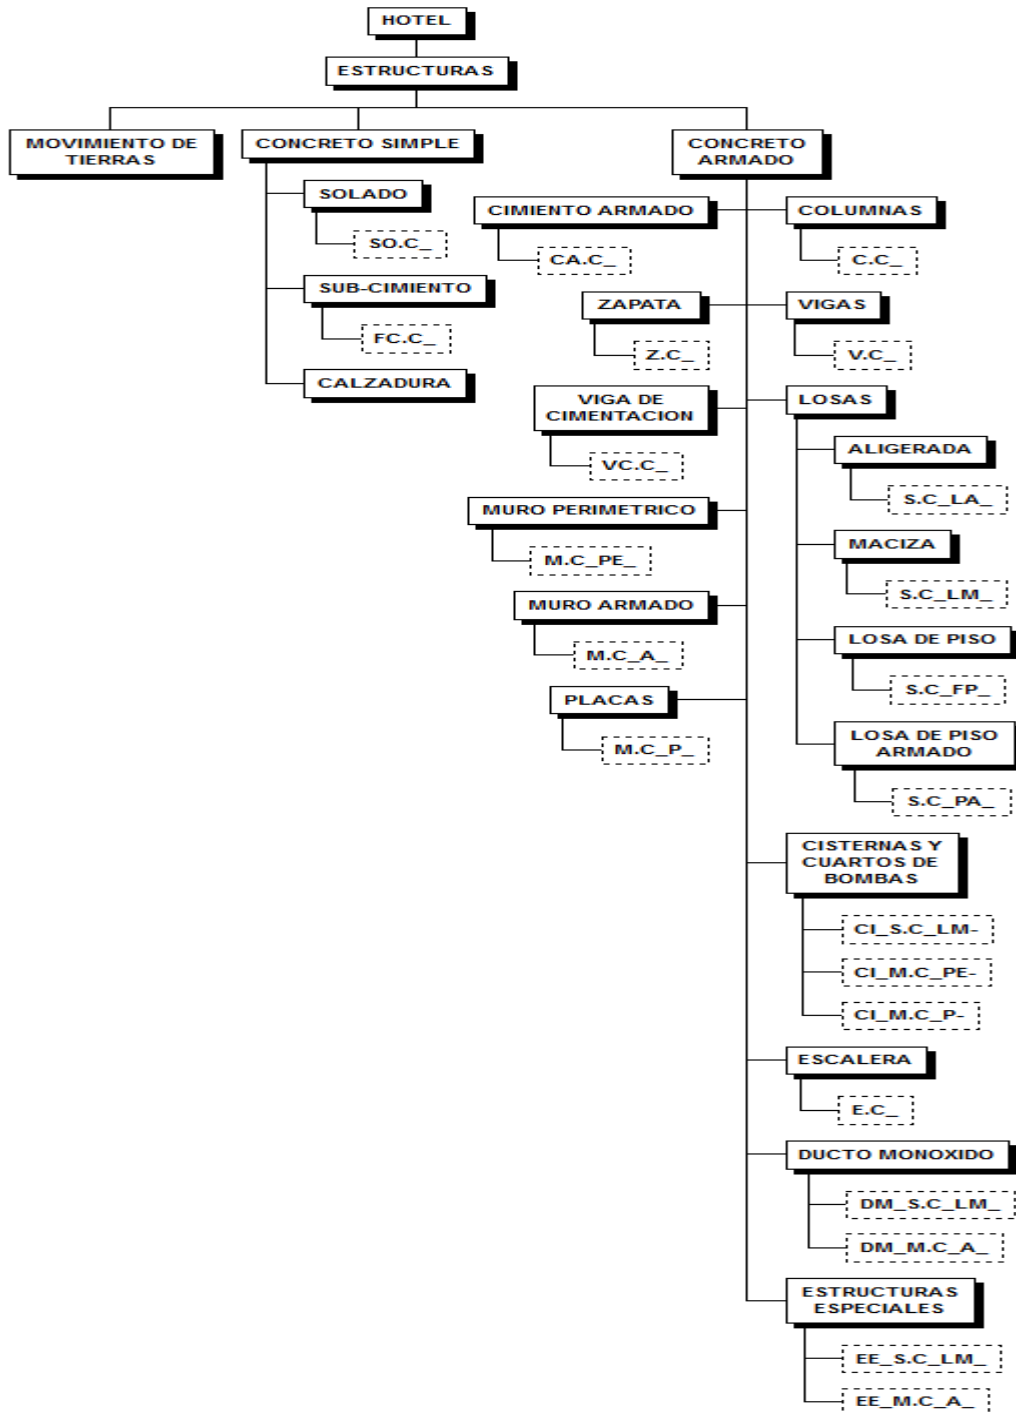 HOTEL
ESTRUCTURAS
MOVIMIENTO DE
TIERRAS
CONCRETO SIMPLE
SOLADO
SO.C_
SUB-CIMIENTO
FC.C_
CALZADURA
CONCRETO
ARMADO
CIMIENTO ARMADO
CA.C_
ZAPATA
Z.C_
VIGA DE
CIMENTACION
VC.C_
MURO PERIMETRICO
M.C_PE_
MURO ARMADO
M.C_A_
PLACAS
M.C_P_
COLUMNAS
C.C_
VIGAS
V.C_
LOSAS
ALIGERADA
S.C_LA_
MACIZA
S.C_LM_
LOSA DE PISO
S.C_FP_
LOSA DE PISO
ARMADO
S.C_PA_
CISTERNAS Y
CUARTOS DE
BOMBAS
CI_S.C_LM-
CI_M.C_PE-
CI_M.C_P-
ESCALERA
E.C_
DUCTO MONOXIDO
DM_S.C_LM_
DM_M.C_A_
ESTRUCTURAS
ESPECIALES
EE_S.C_LM_
EE_M.C_A_